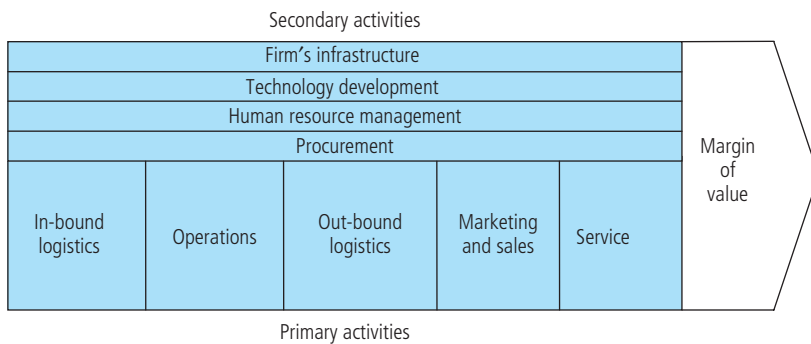 Secondary activities
Firm′s infrastructure
Technology development
Human resource management
Procurement
In-bound
logistics
Operations
Out-bound
logistics
Marketing
and sales
Service
Margin
of
value
Primary activities